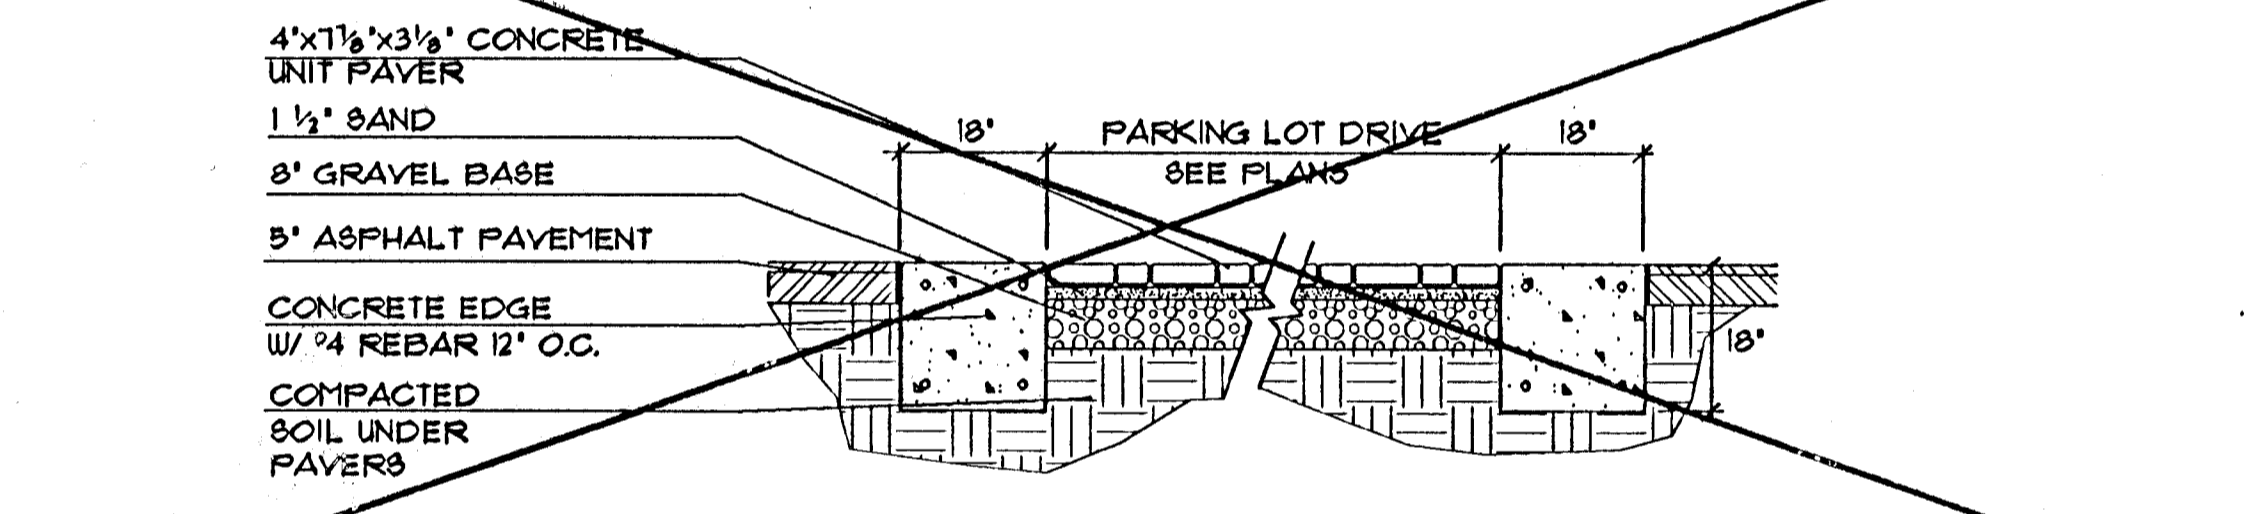 4"x7⅞"x3⅛" CONCRETE
UNIT PAVER
1 ½" SAND
8" GRAVEL BASE
5" ASPHALT PAVEMENT
CONCRETE EDGE
W/ #4 REBAR 12" O.C.
COMPACTED
SOIL UNDER
PAVERS
18"
PARKING LOT DRIVE
SEE PLANS
18"
18"